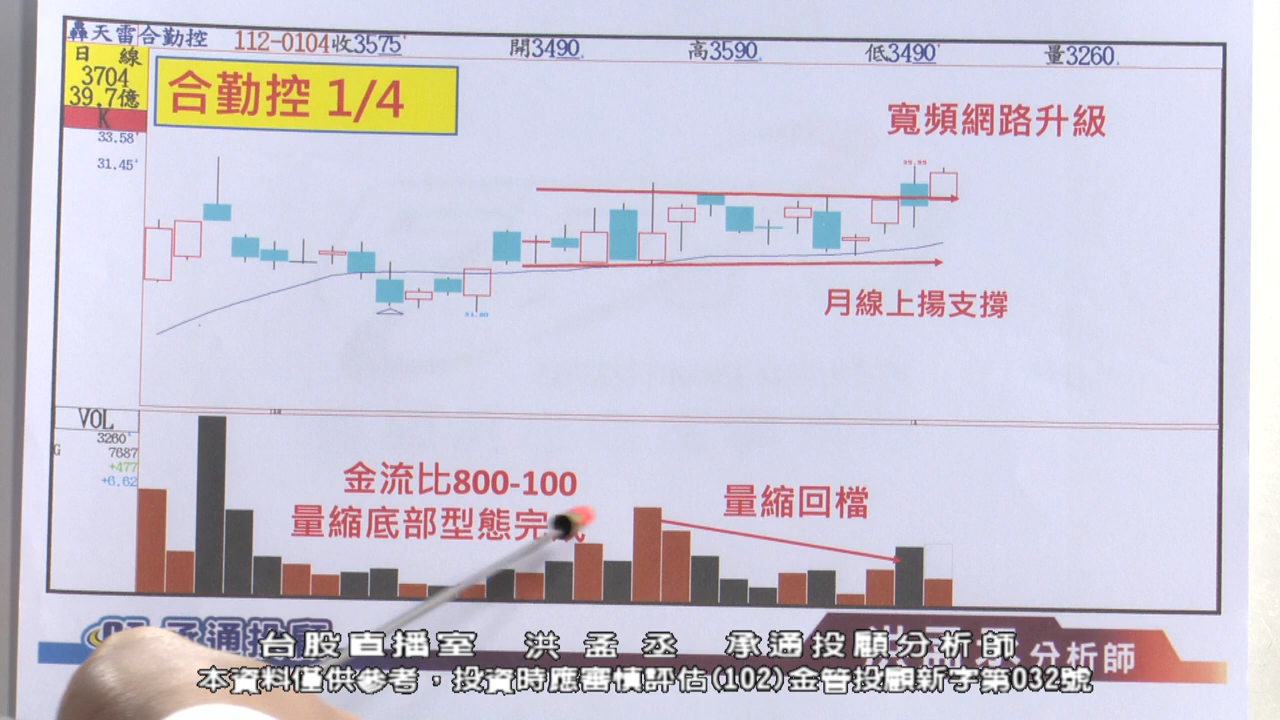 轟天雷合勤控 112-0104收3575 開3490 高3590 低3490 量3260
日 線
3704
39.7億
K
33.58
31.45
合勤控 1/4
寬頻網路升級
月線上揚支撐
VOL
3260
G 7687
+477
+6.62
金流比800-100
量縮底部型態完
量縮回檔
承通投顧
分析師
台股直播室 洪孟丞 承通投顧分析師
本資料僅供參考，投資時應審慎評估(102)金管投顧新字第032號